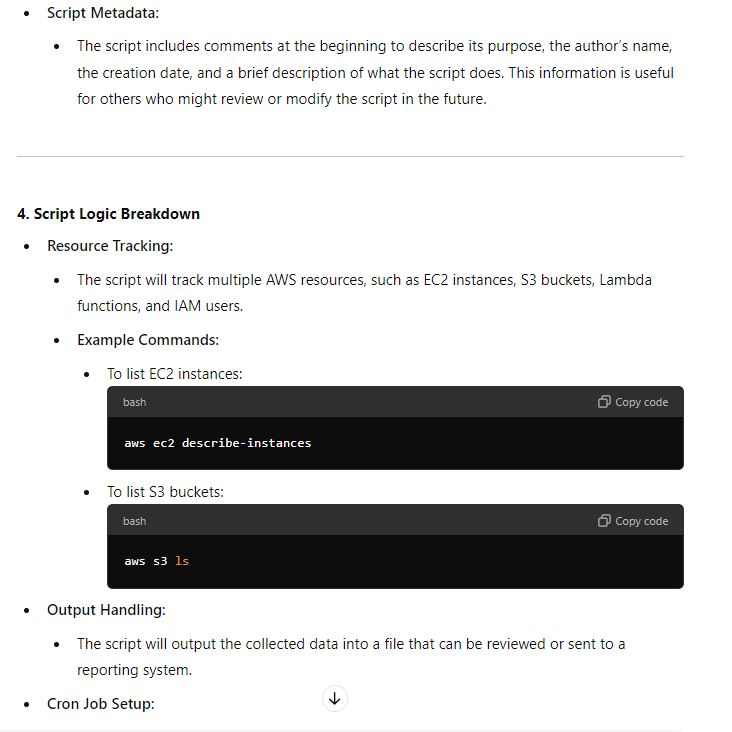 Script Metadata:
The script includes comments at the beginning to describe its purpose, the author’s name,
the creation date, and a brief description of what the script does. This information is useful
for others who might review or modify the script in the future.
4. Script Logic Breakdown
Resource Tracking:
The script will track multiple AWS resources, such as EC2 instances, S3 buckets, Lambda
functions, and IAM users.
Example Commands:
To list EC2 instances:
bash Copy code
aws ec2 describe-instances
To list S3 buckets:
bash Copy code
aws s3 ls
Output Handling:
The script will output the collected data into a file that can be reviewed or sent to a
reporting system.
Cron Job Setup: